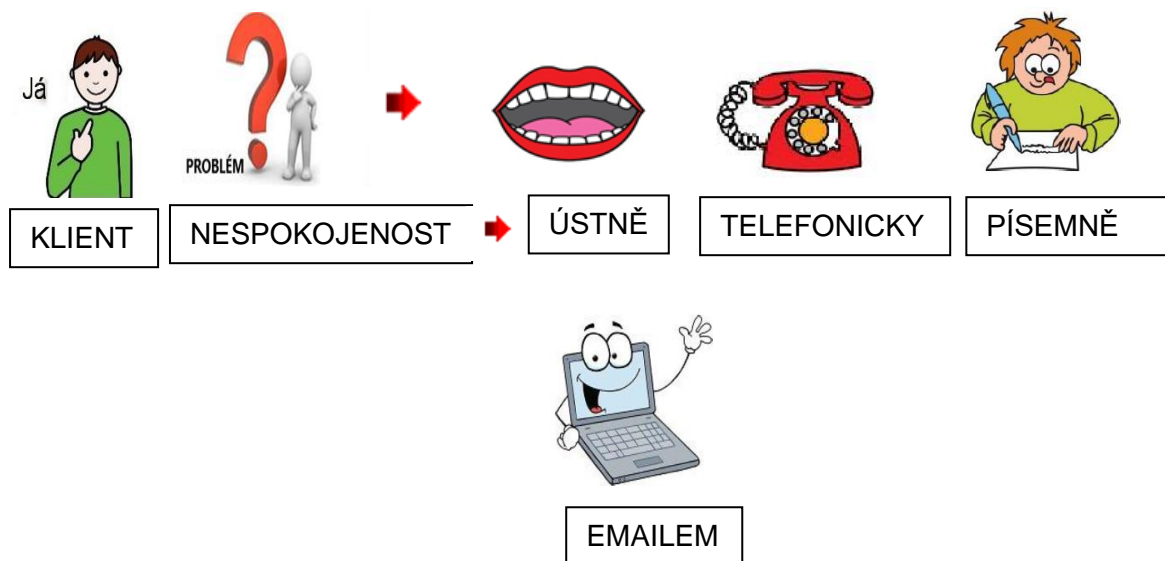 Já
PROBLÉM
KLIENT
NESPOKOJENOST
ÚSTNĚ
TELEFONICKY
PÍSEMNĚ
EMAILEM